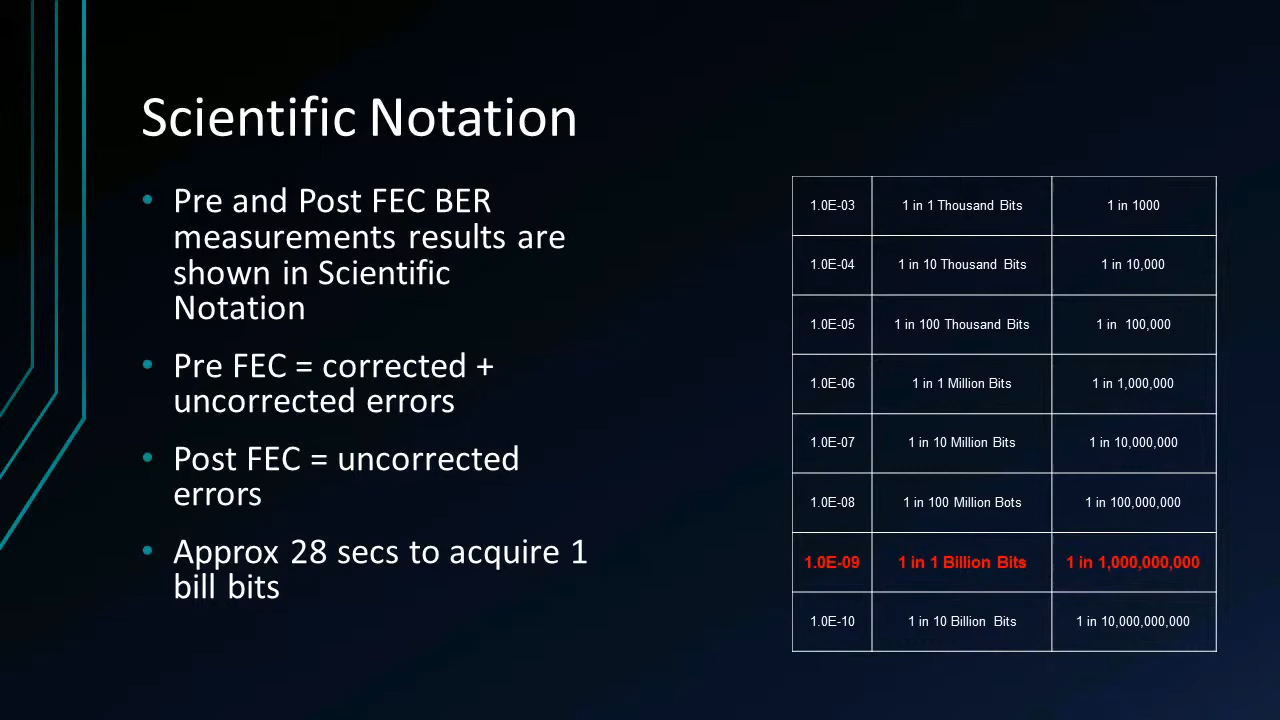 Scientific Notation
• Pre and Post FEC BER
measurements results are
shown in Scientific
Notation
• Pre FEC = corrected +
uncorrected errors
• Post FEC = uncorrected
errors
• Approx 28 secs to acquire 1
bill bits
1.0E-03 1 in 1 Thousand Bits 1 in 1000
1.0E-04 1 in 10 Thousand Bits 1 in 10,000
1.0E-05 1 in 100 Thousand Bits 1 in 100,000
1.0E-06 1 in 1 Million Bits 1 in 1,000,000
1.0E-07 1 in 10 Million Bits 1 in 10,000,000
1.0E-08 1 in 100 Million Bots 1 in 100,000,000
1.0E-09 1 in 1 Billion Bits 1 in 1,000,000,000
1.0E-10 1 in 10 Billion Bits 1 in 10,000,000,000